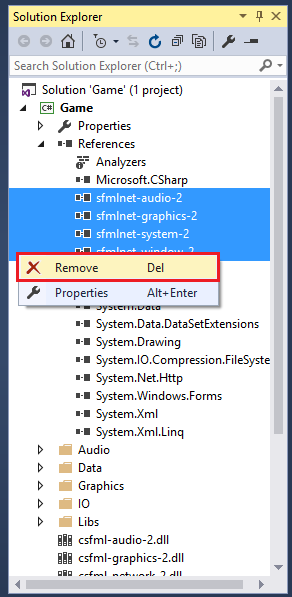 Solution Explorer
Search Solution Explorer (Ctrl+;)
Solution 'Game' (1 project)
C# Game
Properties
References
Analyzers
Microsoft.CSharp
sfmlnet-audio-2
sfmlnet-graphics-2
sfmlnet-system-2
sfmlnet-window-2
Remove Del
Properties Alt+Enter
System.Data
System.Data.DataSetExtensions
System.Drawing
System.IO.Compression.FileSyste
System.Net.Http
System.Windows.Forms
System.Xml
System.Xml.Linq
Audio
Data
Graphics
IO
Libs
csfml-audio-2.dll
csfml-graphics-2.dll
csfml-network-2.dll